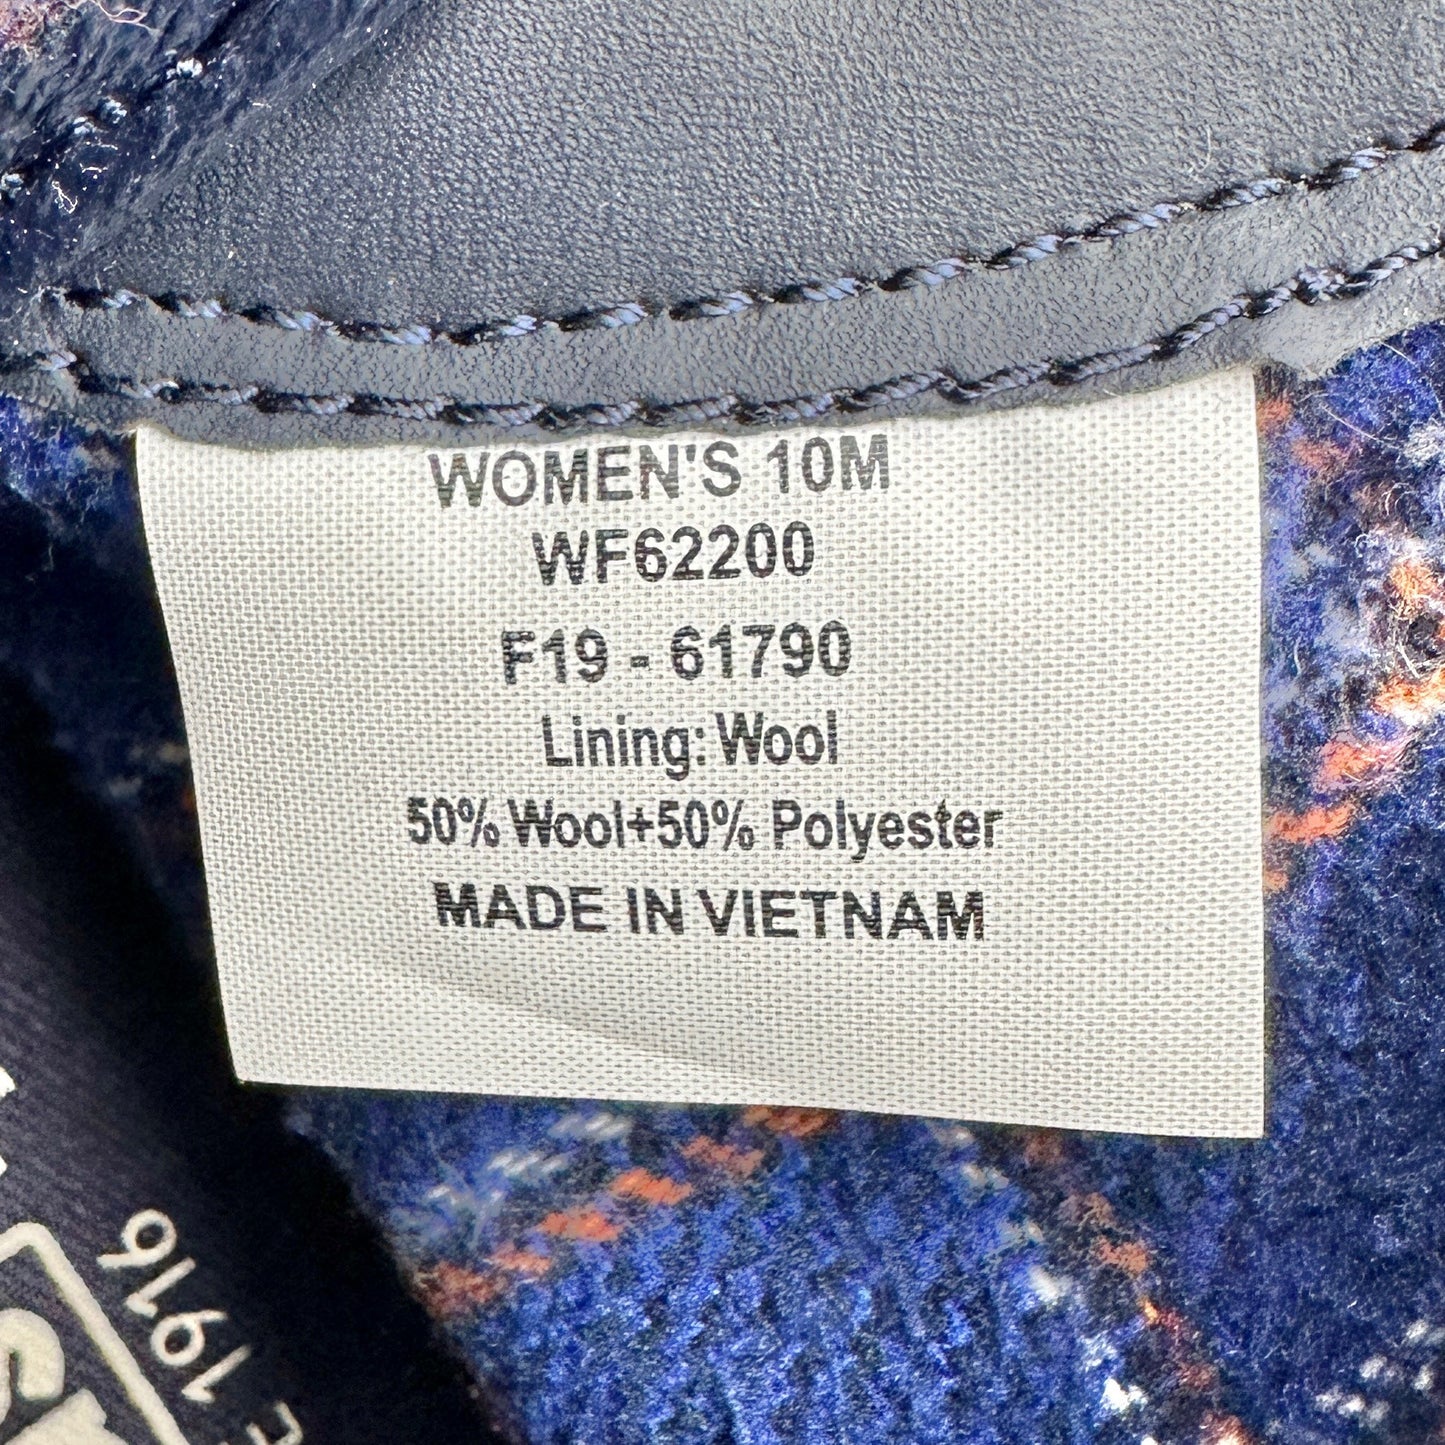 WOMEN'S 10M
WF62200
F19 - 61790
Lining: Wool
50% Wool+50% Polyester
MADE IN VIETNAM
1916